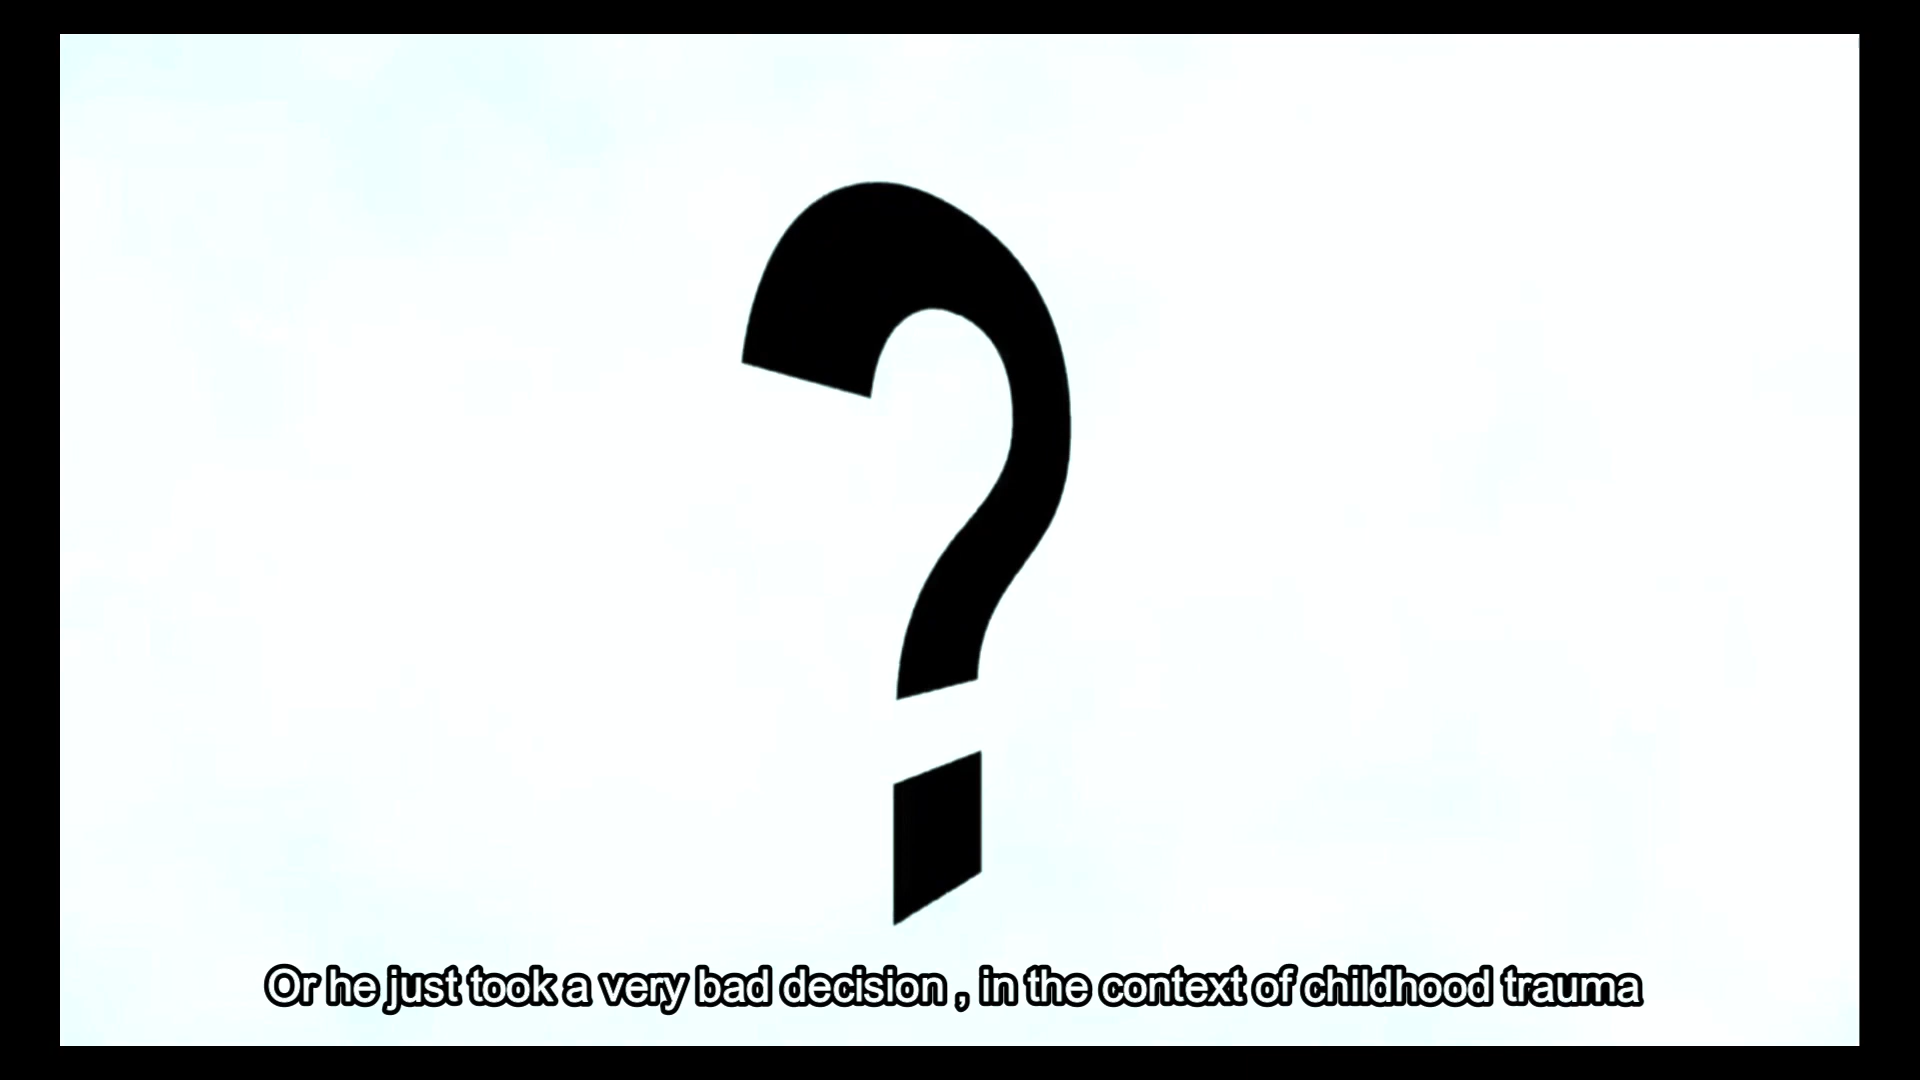 ?
Or he just took a very bad decision , in the context of childhood trauma